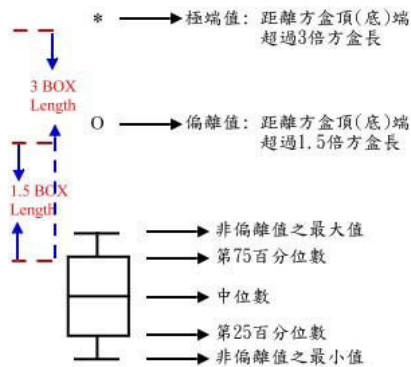 * 極端值: 距離方盒頂(底)端
超過3倍方盒長
3 BOX
Length
O 偏離值: 距離方盒頂(底)端
超過1.5倍方盒長
1.5 BOX
Length
非偏離值之最大值
第75百分位數
中位數
第25百分位數
非偏離值之最小值